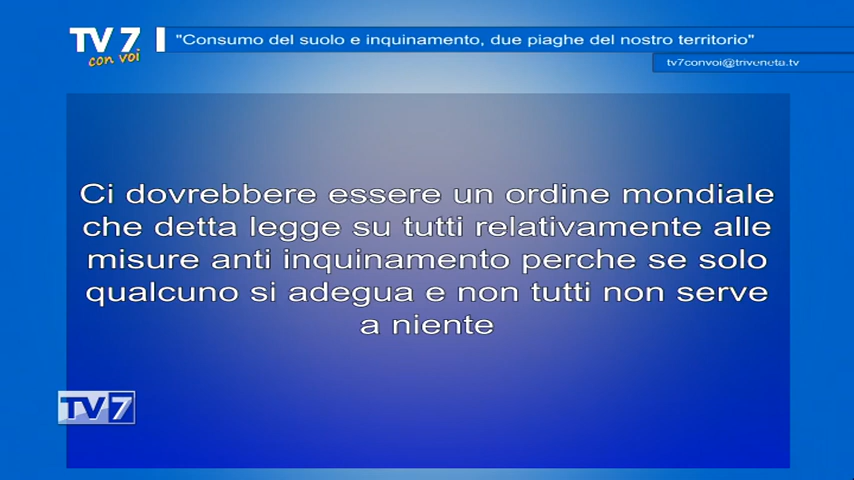 TV 7
con voi
"Consumo del suolo e inquinamento, due piaghe del nostro territorio"
tv7convoi@triveneta.tv
Ci dovrebbere essere un ordine mondiale
che detta legge su tutti relativamente alle
misure anti inquinamento perche se solo
qualcuno si adegua e non tutti non serve
a niente
TV7